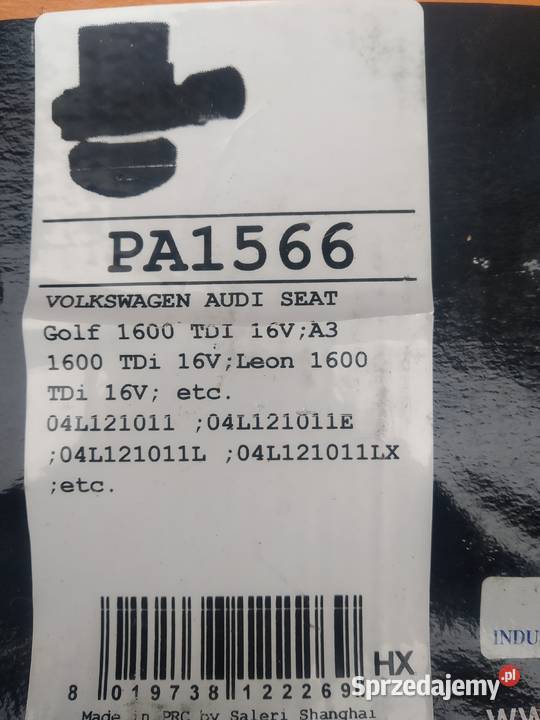 PA1566
VOLKSWAGEN AUDI SEAT
Golf 1600 TDI 16V;A3
1600 TDi 16V;Leon 1600
TDi 16V; etc.
04L121011 ;04L121011E
;04L121011L ;04L121011LX
;etc.
HX
8 019738 122269
INDU
Sprzedajemy.pl
Made in PRC by Saleri Shanghai